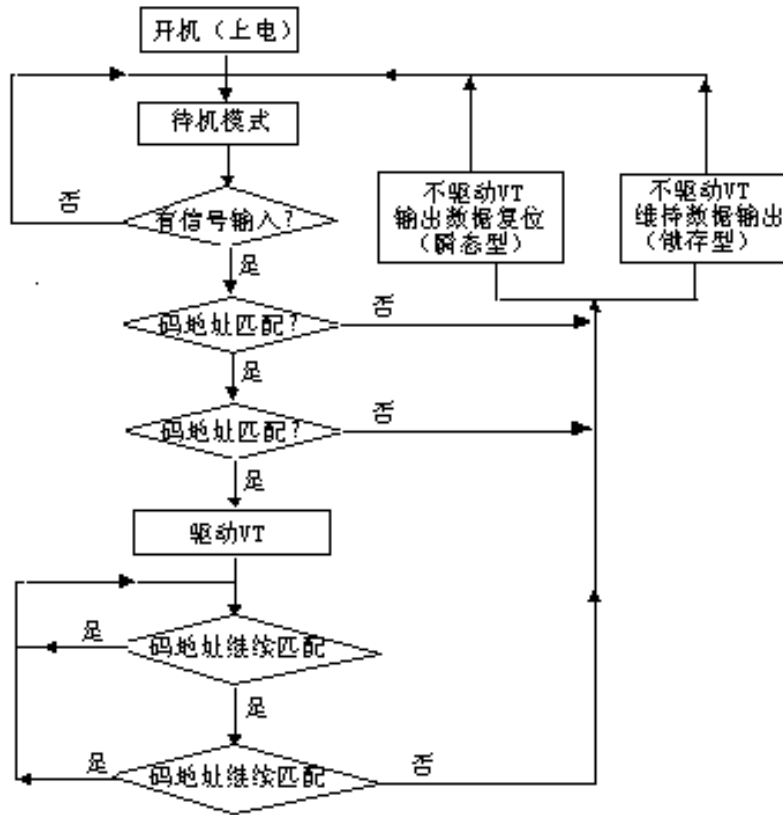 开机（上电）
待机模式
否
有信号输入？
是
不驱动VT
输出数据复位
（瞬态型）
不驱动VT
维持数据输出
（锁存型）
码地址匹配？
否
是
码地址匹配？
否
是
驱动VT
是
码地址继续匹配
是
是
码地址继续匹配
否